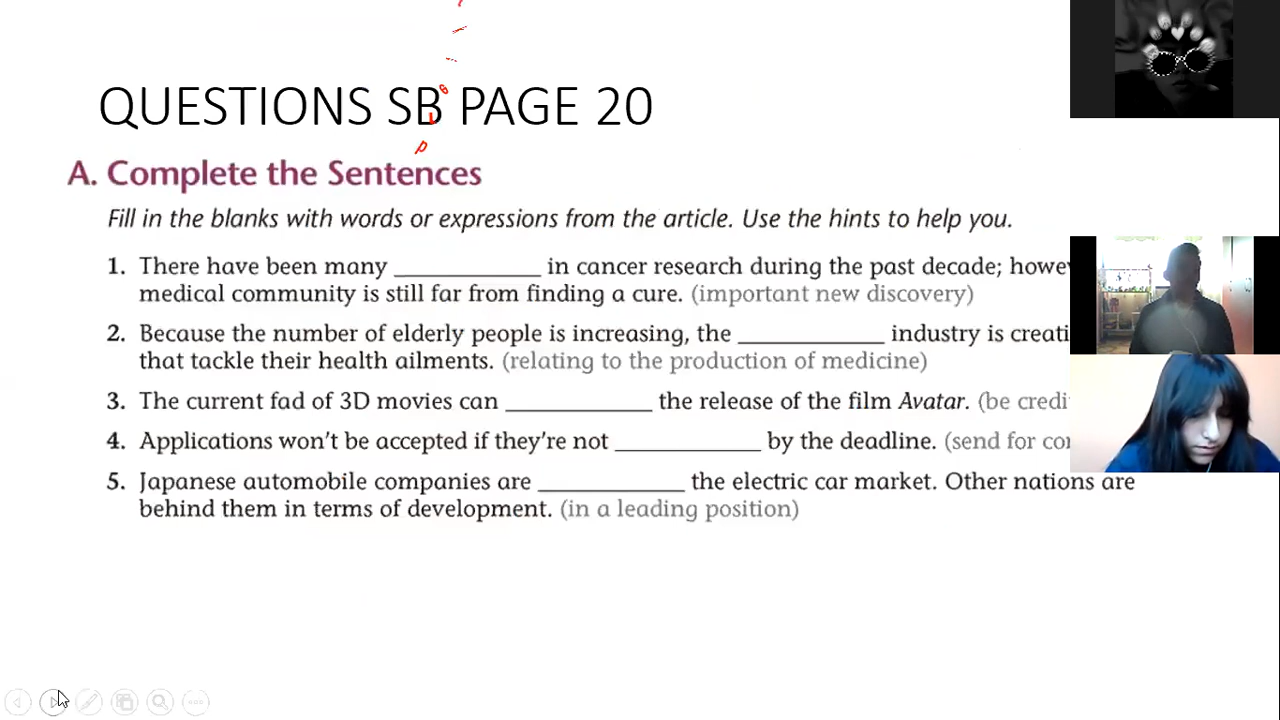 QUESTIONS SB PAGE 20
A. Complete the Sentences
Fill in the blanks with words or expressions from the article. Use the hints to help you.
1. There have been many ____________ in cancer research during the past decade; howe
medical community is still far from finding a cure. (important new discovery)
2. Because the number of elderly people is increasing, the ____________ industry is creati
that tackle their health ailments. (relating to the production of medicine)
3. The current fad of 3D movies can ____________ the release of the film Avatar. (be credi
4. Applications won't be accepted if they're not ____________ by the deadline. (send for co
5. Japanese automobile companies are ____________ the electric car market. Other nations are
behind them in terms of development. (in a leading position)